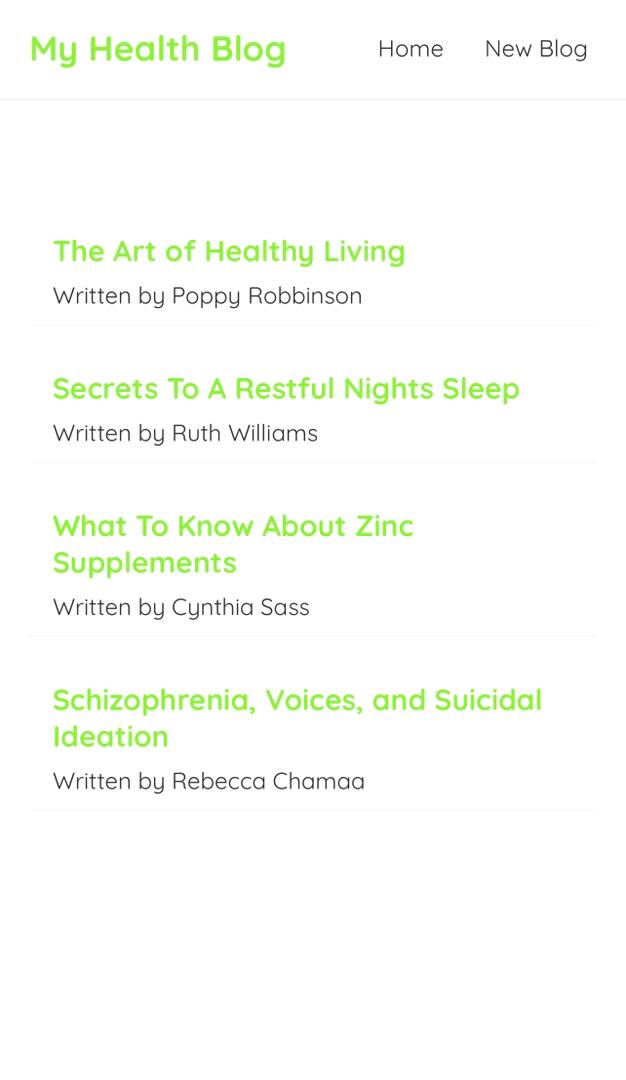 My Health Blog
Home New Blog
The Art of Healthy Living
Written by Poppy Robbinson
Secrets To A Restful Nights Sleep
Written by Ruth Williams
What To Know About Zinc
Supplements
Written by Cynthia Sass
Schizophrenia, Voices, and Suicidal
Ideation
Written by Rebecca Chamaa